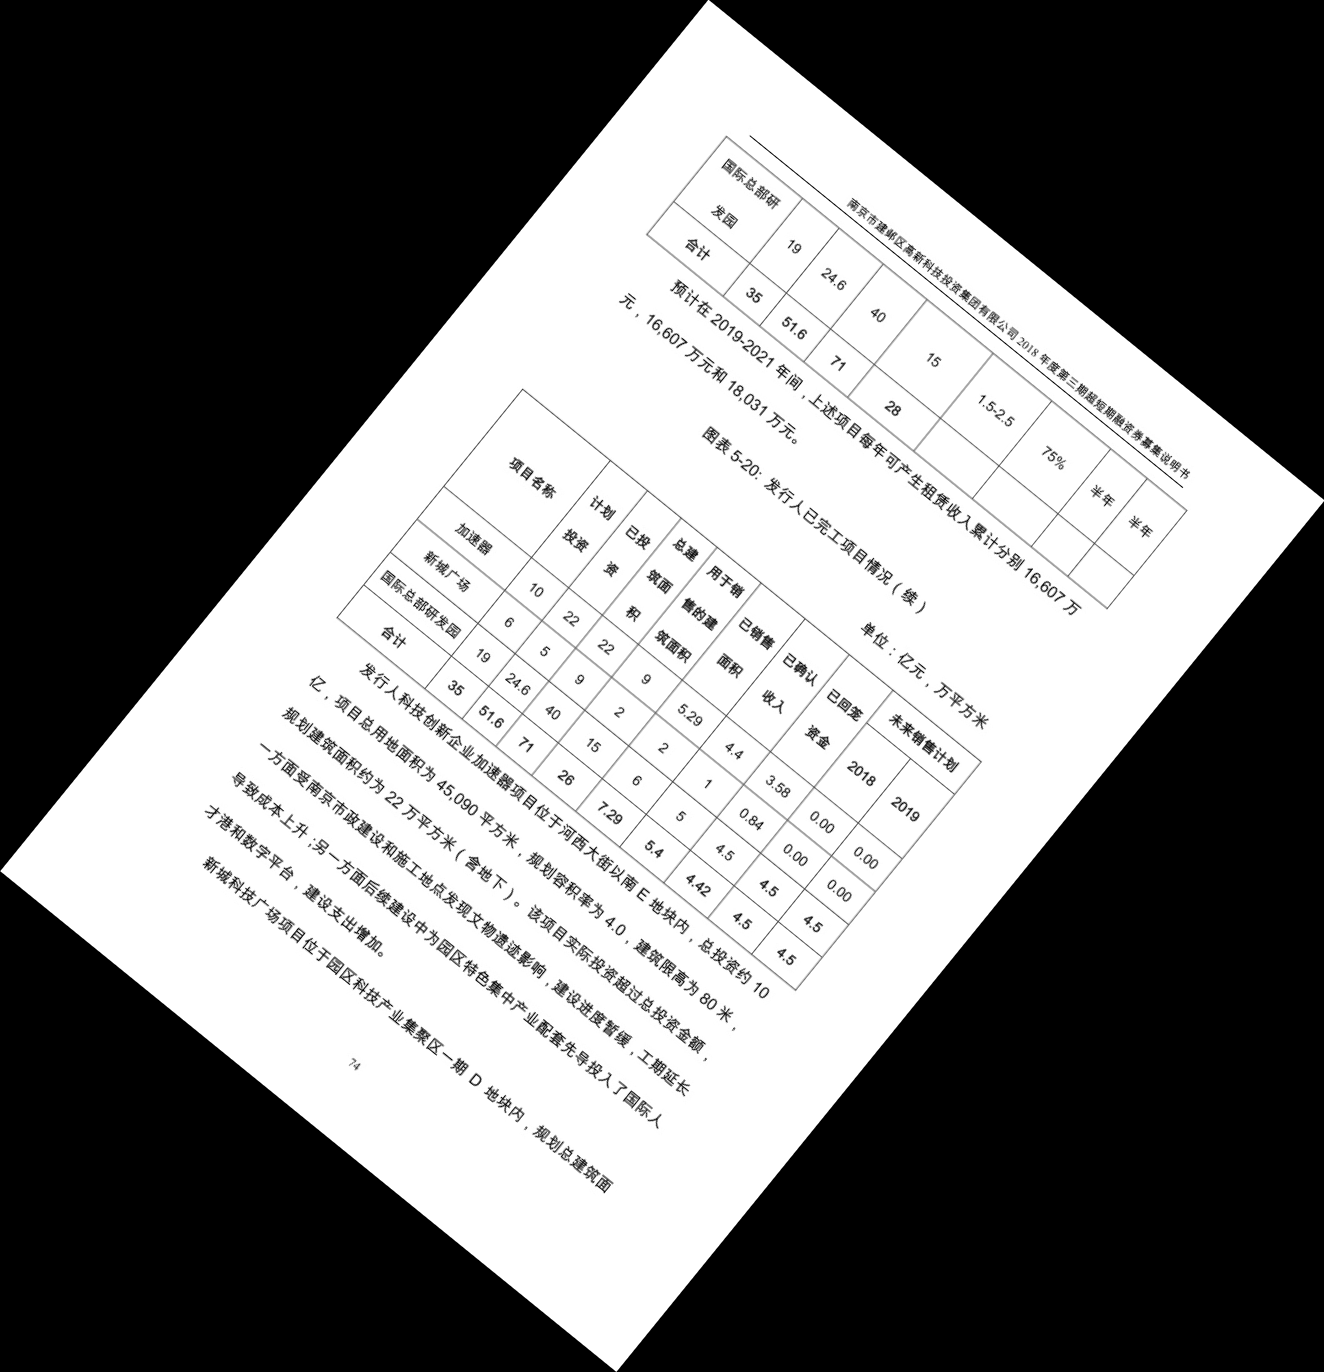 南京市建邺区高新科技投资集团有限公司 2018 年度第三期超短期融资券募集说明书
国际总部研
发园 19 24.6 40 15 1.5-2.5 75% 半年 半年
合计 35 51.6 71 28
预计在 2019-2021 年间，上述项目每年可产生租赁收入累计分别 16,607 万
元，16,607 万元和 18,031 万元。
图表 5-20: 发行人已完工项目情况（续）
单位：亿元，万平方米
项目名称 计划
投资 已投
资 总建
筑面
积 用于销
售的建
筑面积 已销售
面积 已确认
收入 已回笼
资金 未来销售计划
2018 2019
加速器 10 22 22 9 5.29 4.4 3.58 0.00 0.00
新城广场 6 5 9 2 2 1 0.84 0.00 0.00
国际总部研发园 19 24.6 40 15 6 5 4.5 4.5 4.5
合计 35 51.6 71 26 7.29 5.4 4.42 4.5 4.5
发行人科技创新企业加速器项目位于河西大街以南 E 地块内，总投资约 10
亿，项目总用地面积为 45,090 平方米，规划容积率为 4.0，建筑限高为 80 米，
规划建筑面积约为 22 万平方米（含地下）。该项目实际投资超过总投资金额，
一方面受南京市政建设和施工地点发现文物遗迹影响，建设进度暂缓，工期延长
导致成本上升；另一方面后续建设中为园区特色集中产业配套先导投入了国际人
才港和数字平台，建设支出增加。
新城科技广场项目位于园区科技产业集聚区一期 D 地块内，规划总建筑面
74